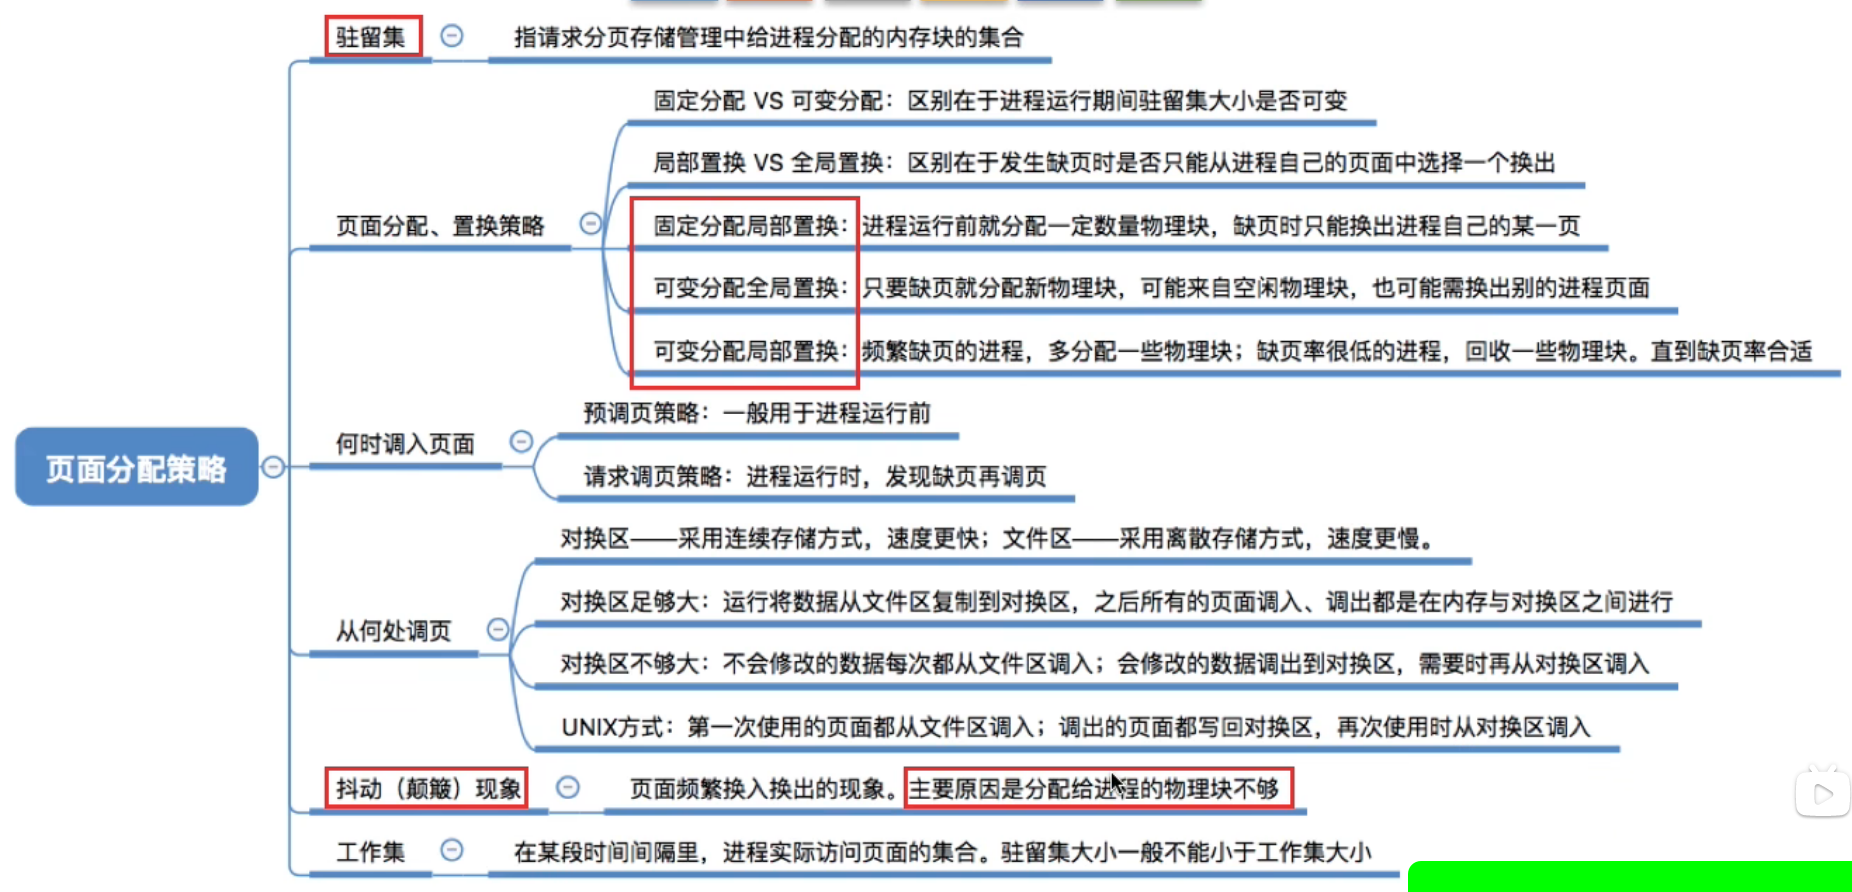 驻留集
指请求分页存储管理中给进程分配的内存块的集合
固定分配 VS 可变分配：区别在于进程运行期间驻留集大小是否可变
局部置换 VS 全局置换：区别在于发生缺页时是否只能从进程自己的页面中选择一个换出
页面分配、置换策略
固定分配局部置换：进程运行前就分配一定数量物理块，缺页时只能换出进程自己的某一页
可变分配全局置换：只要缺页就分配新物理块，可能来自空闲物理块，也可能需换出别的进程页面
可变分配局部置换：频繁缺页的进程，多分配一些物理块；缺页率很低的进程，回收一些物理块。直到缺页率合适
页面分配策略
何时调入页面
预调页策略：一般用于进程运行前
请求调页策略：进程运行时，发现缺页再调页
从何处调页
对换区——采用连续存储方式，速度更快；文件区——采用离散存储方式，速度更慢。
对换区足够大：运行将数据从文件区复制到对换区，之后所有的页面调入、调出都是在内存与对换区之间进行
对换区不够大：不会修改的数据每次都从文件区调入；会修改的数据调出到对换区，需要时再从对换区调入
UNIX方式：第一次使用的页面都从文件区调入；调出的页面都写回对换区，再次使用时从对换区调入
抖动（颠簸）现象
页面频繁换入换出的现象。主要原因是分配给进程的物理块不够
工作集
在某段时间间隔里，进程实际访问页面的集合。驻留集大小一般不能小于工作集大小